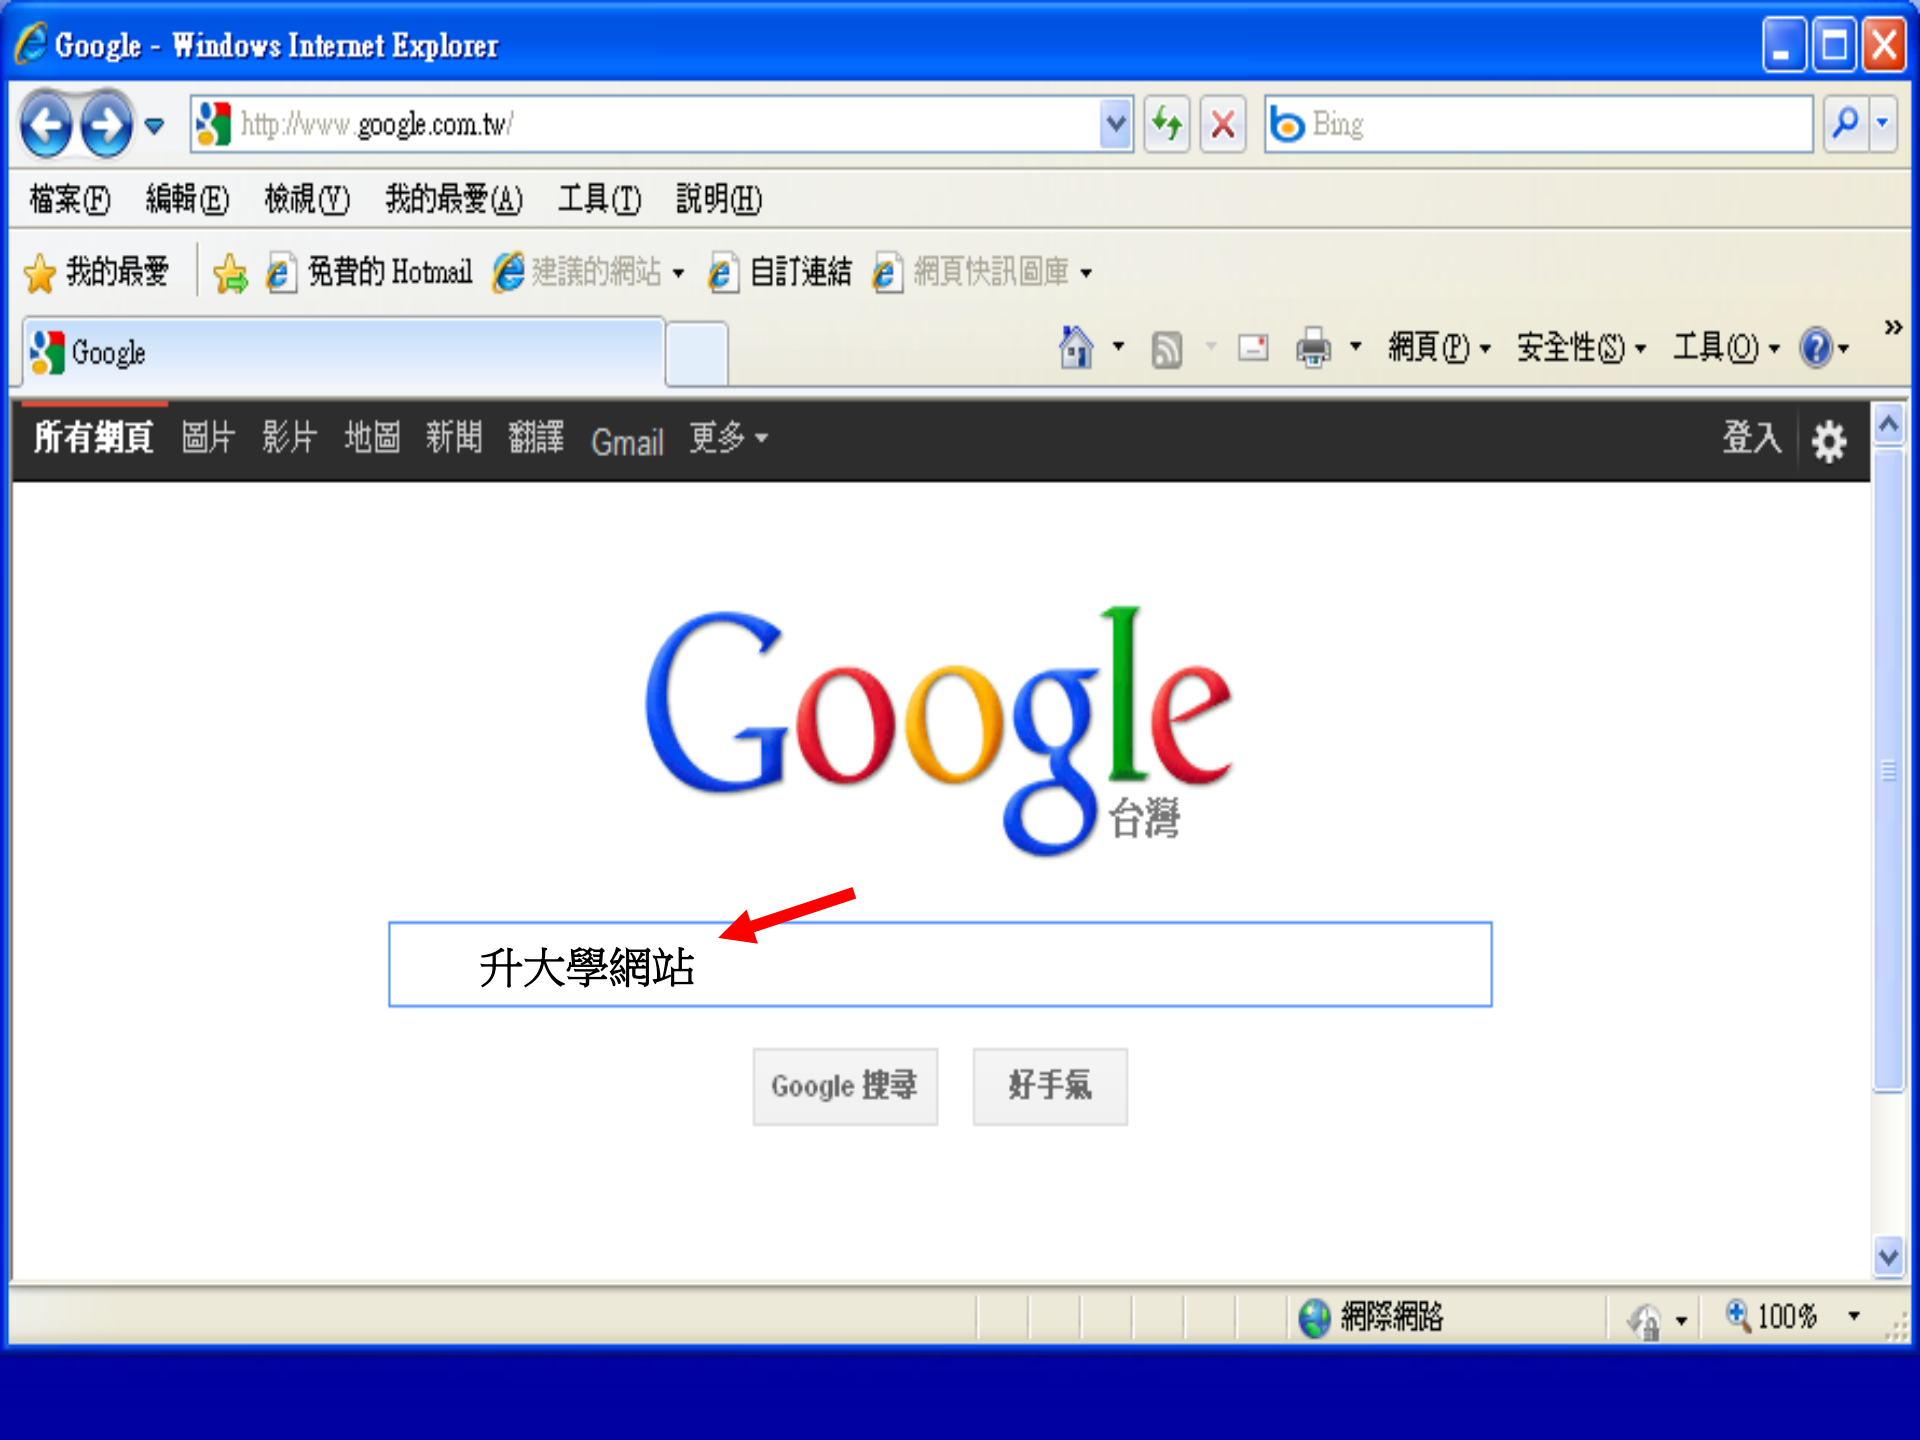 Google - Windows Internet Explorer
http://www.google.com.tw/
Bing
檔案(F) 編輯(E) 檢視(V) 我的最愛(A) 工具(T) 說明(H)
我的最愛 免費的 Hotmail 建議的網站 自訂連結 網頁快訊圖庫
Google 網頁(P) 安全性(S) 工具(O) »
所有網頁 圖片 影片 地圖 新聞 翻譯 Gmail 更多 登入
Google
台灣
升大學網站
Google 搜尋 好手氣
網際網路 100%